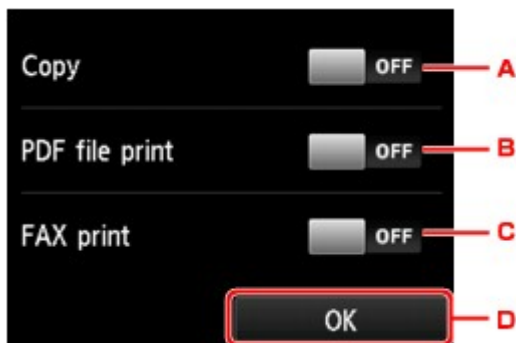 Copy OFF A
PDF file print OFF B
FAX print OFF C
OK D